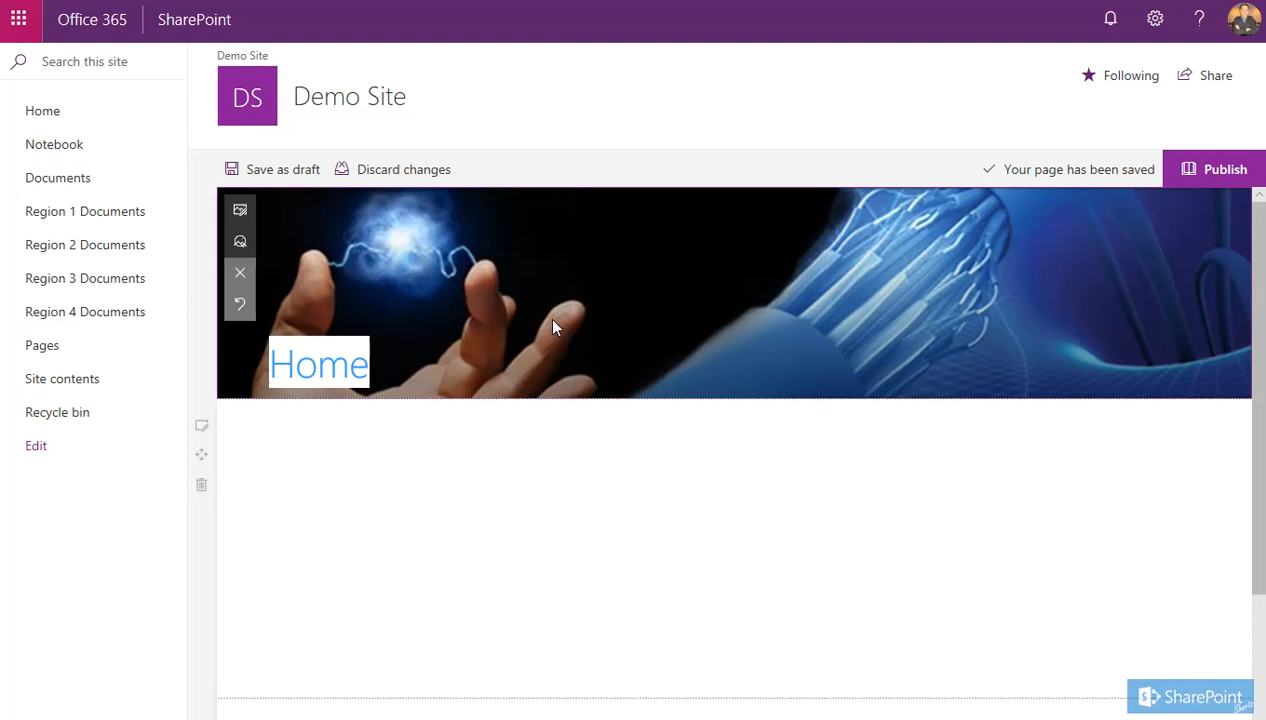 Office 365
SharePoint
?
Search this site
Home
Notebook
Documents
Region 1 Documents
Region 2 Documents
Region 3 Documents
Region 4 Documents
Pages
Site contents
Recycle bin
Edit
Demo Site
DS
Demo Site
Following
Share
Save as draft
Discard changes
Your page has been saved
Publish
Home
S
SharePoint
Shorts